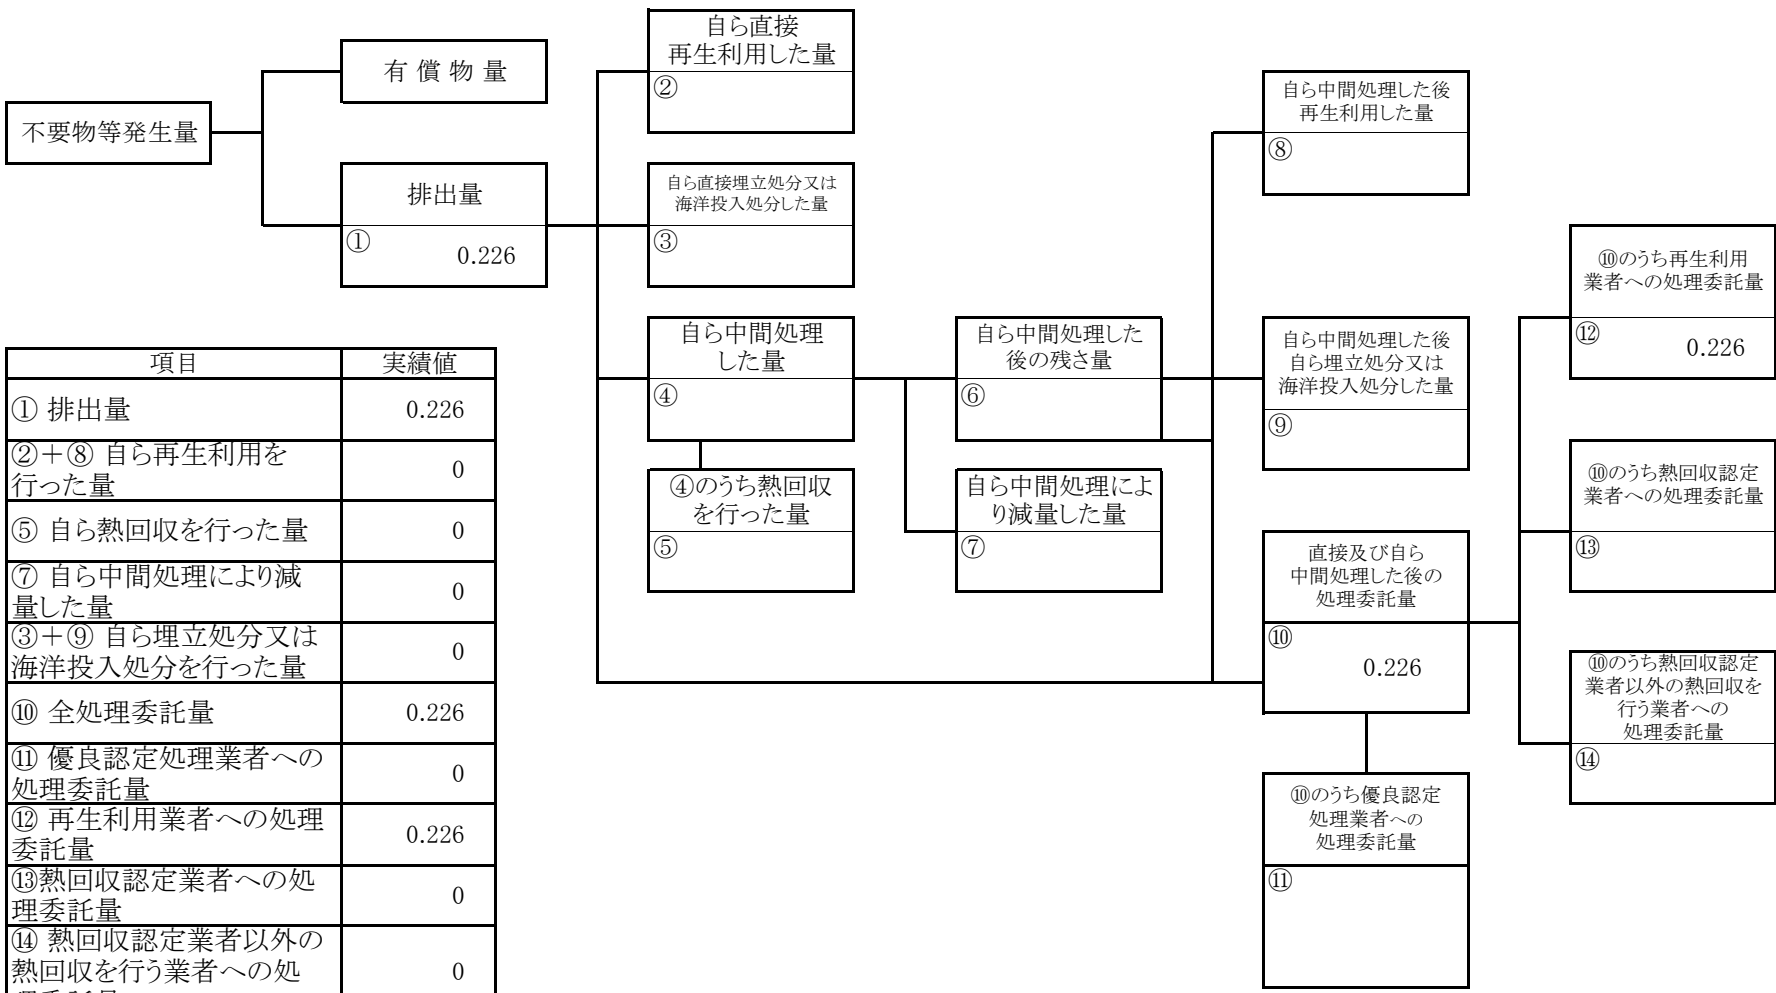 不要物等発生量
有 償 物 量
排出量
①
0.226
自ら直接
再生利用した量
②
自ら直接埋立処分又は
海洋投入処分した量
③
自ら中間処理
した量
④
④のうち熱回収
を行った量
⑤
自ら中間処理した
後の残さ量
⑥
自ら中間処理によ
り減量した量
⑦
自ら中間処理した後
再生利用した量
⑧
自ら中間処理した後
自ら埋立処分又は
海洋投入処分した量
⑨
直接及び自ら
中間処理した後の
処理委託量
⑩
0.226
⑩のうち優良認定
処理業者への
処理委託量
⑪
⑩のうち再生利用
業者への処理委託量
⑫
0.226
⑩のうち熱回収認定
業者への処理委託量
⑬
⑩のうち熱回収認定
業者以外の熱回収を
行う業者への
処理委託量
⑭
項目 実績値
① 排出量 0.226
②+⑧ 自ら再生利用を
行った量 0
⑤ 自ら熱回収を行った量 0
⑦ 自ら中間処理により減
量した量 0
③+⑨ 自ら埋立処分又は
海洋投入処分を行った量 0
⑩ 全処理委託量 0.226
⑪ 優良認定処理業者への
処理委託量 0
⑫ 再生利用業者への処理
委託量 0.226
⑬熱回収認定業者への処
理委託量 0
⑭ 熱回収認定業者以外の
熱回収を行う業者への処 0